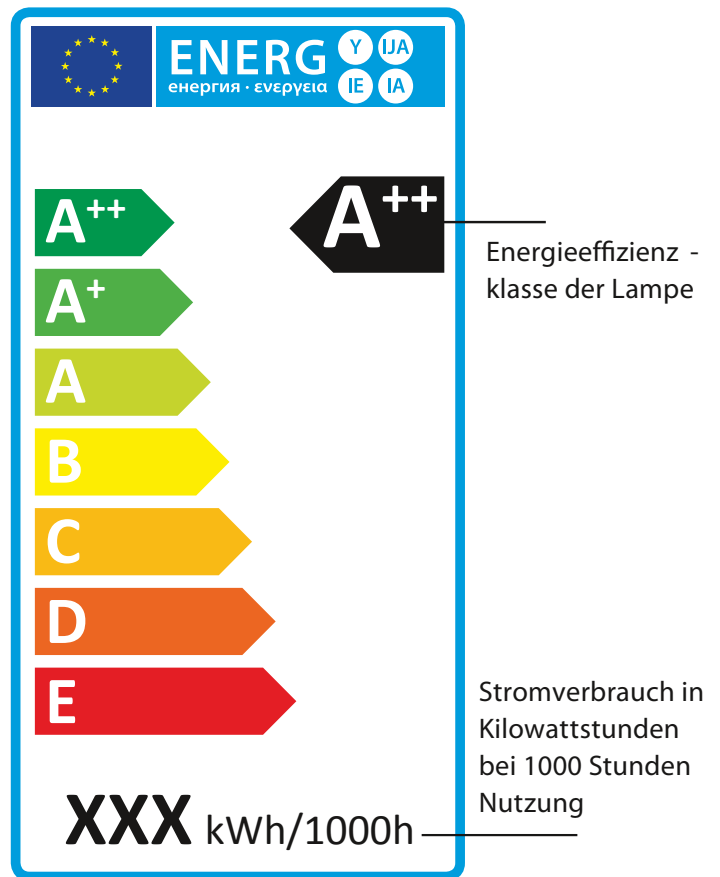 ENERG Y IJA
енергия · ενεργεια IE IA
A++
A++
Energieeffizienz -
klasse der Lampe
A+
A
B
C
D
E
Stromverbrauch in
Kilowattstunden
bei 1000 Stunden
Nutzung
XXX kWh/1000h